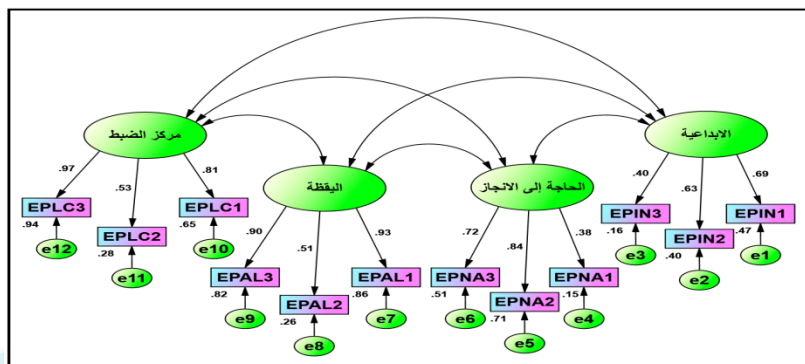 الابداعية
مركز الضبط
الحاجة إلى الانجاز
اليقظة
.97
.53
.81
.40
.63
.69
EPLC3
.94
EPLC2
.28
EPLC1
.65
EPIN3
.16
EPIN2
.40
EPIN1
.47
e12
e11
e10
e3
e2
e1
.90
.51
.93
.72
.84
.38
EPAL3
.82
EPAL2
.26
EPAL1
.86
EPNA3
.51
EPNA2
.71
EPNA1
.15
e9
e8
e7
e6
e5
e4